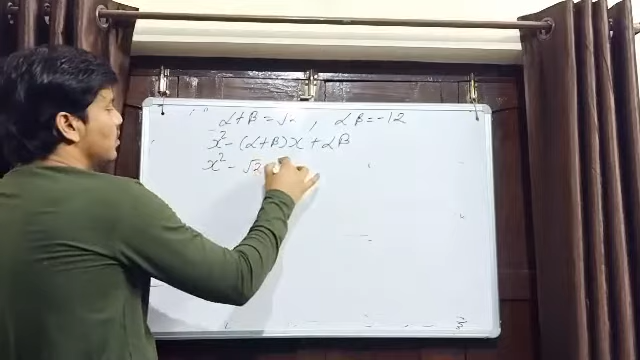 α+β = √2 , αβ = -12
x² - (α+β)x + αβ
x² - √2